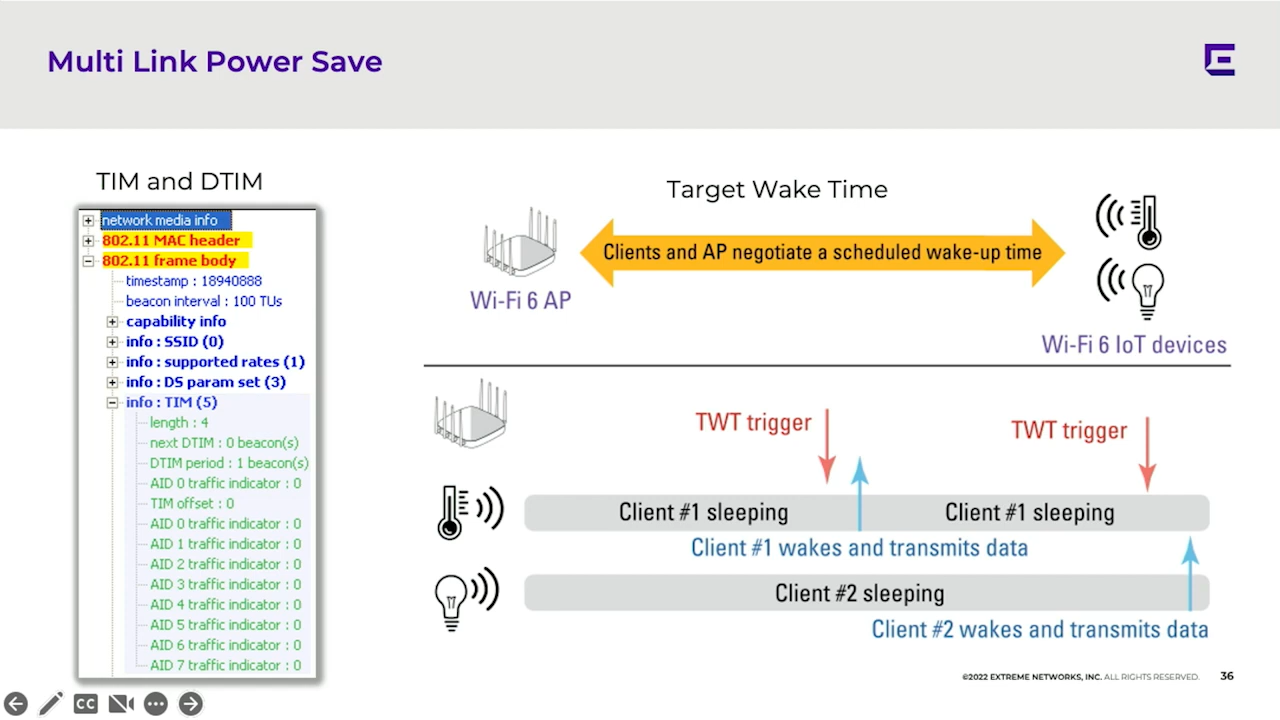 Multi Link Power Save
TIM and DTIM
network media info
802.11 MAC header
802.11 frame body
timestamp : 18940888
beacon interval : 100 TUs
capability info
info : SSID (0)
info : supported rates (1)
info : DS param set (3)
info : TIM (5)
length : 4
next DTIM : 0 beacon(s)
DTIM period : 1 beacon(s)
AID 0 traffic indicator : 0
TIM offset : 0
AID 0 traffic indicator : 0
AID 1 traffic indicator : 0
AID 2 traffic indicator : 0
AID 3 traffic indicator : 0
AID 4 traffic indicator : 0
AID 5 traffic indicator : 0
AID 6 traffic indicator : 0
AID 7 traffic indicator : 0
Target Wake Time
Clients and AP negotiate a scheduled wake-up time
Wi-Fi 6 AP
Wi-Fi 6 IoT devices
TWT trigger
TWT trigger
Client #1 sleeping
Client #1 sleeping
Client #1 wakes and transmits data
Client #2 sleeping
Client #2 wakes and transmits data
©2022 EXTREME NETWORKS, INC. ALL RIGHTS RESERVED. 36
CC